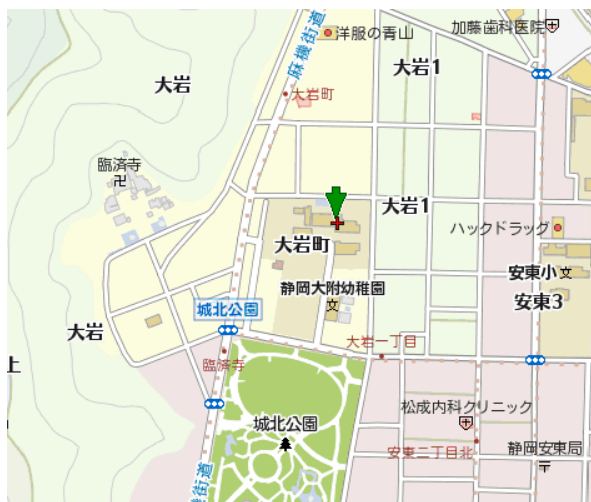 加藤歯科医院
洋服の青山
麻機街道
大岩1
大岩
大岩町
臨済寺
大岩1
ハックドラッグ
大岩町
安東小
静岡大附幼稚園
安東3
城北公園
大岩
大岩一丁目
臨済寺
上
松成内科クリニック
城北公園
安東二丁目北
静岡安東局
麻機街道